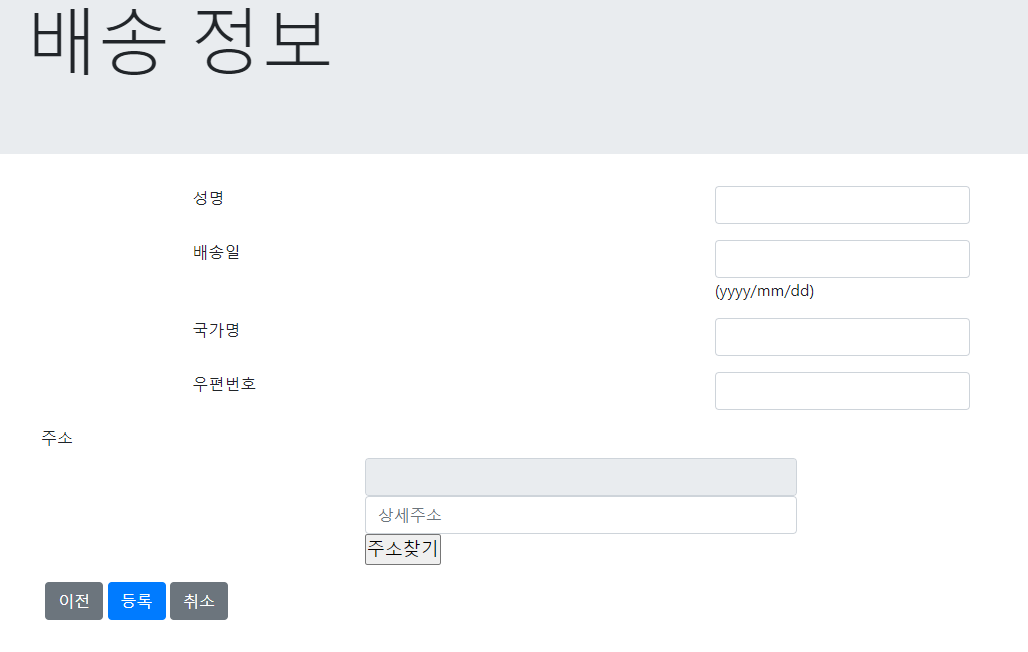 배송 정보
성명
배송일
(yyyy/mm/dd)
국가명
우편번호
주소
상세주소
주소찾기
이전 등록 취소